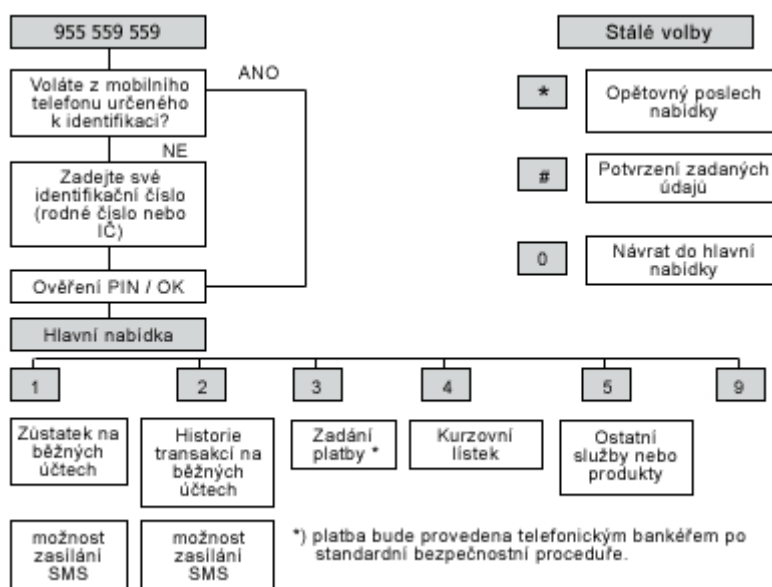 955 559 559
Voláte z mobilního
telefonu určeného
k identifikaci?
ANO
NE
Zadejte své
identifikační číslo
(rodné číslo nebo
IČ)
Ověření PIN / OK
Hlavní nabídka
Stálé volby
*
Opětovný poslech
nabídky
#
Potvrzení zadaných
údajů
0
Návrat do hlavní
nabídky
1
2
3
4
5
9
Zůstatek na
běžných
účtech
Historie
transakcí na
běžných
účtech
Zadání
platby *
Kurzovní
lístek
Ostatní
služby nebo
produkty
možnost
zasílání
SMS
možnost
zasílání
SMS
*) platba bude provedena telefonickým bankéřem po
standardní bezpečnostní proceduře.